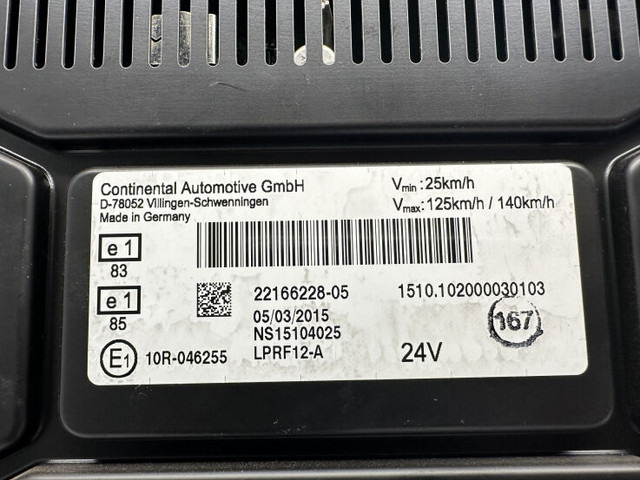 Continental Automotive GmbH
D-78052 Villingen-Schwenningen
Made in Germany
Vmin :25km/h
Vmax:125km/h / 140km/h
e 1
83
e 1
85
E1 10R-046255
22166228-05
05/03/2015
NS15104025
LPRF12-A
1510.102000030103
167
24V